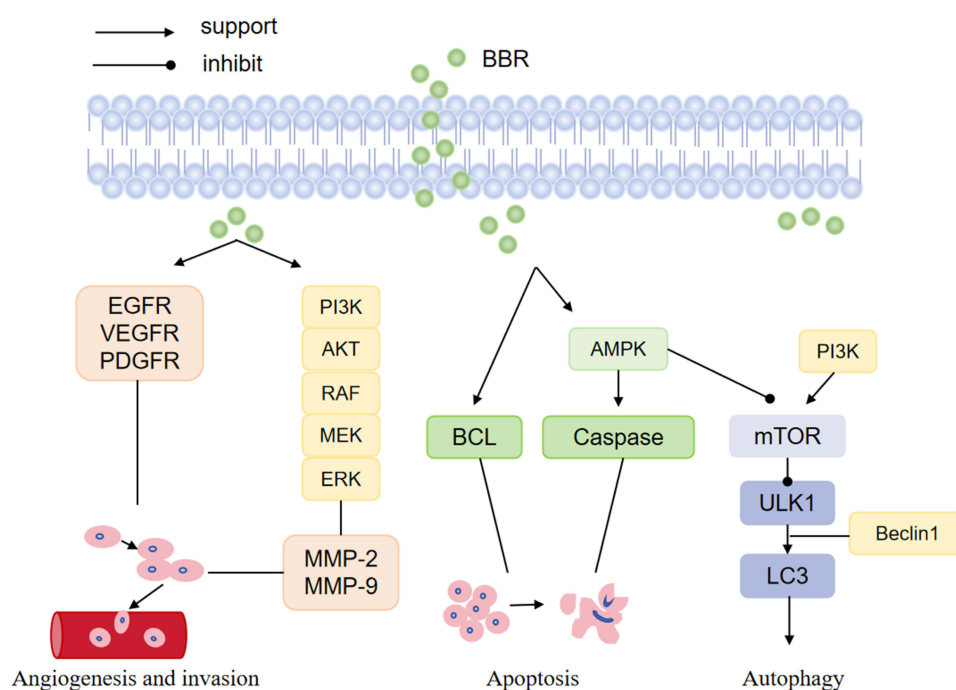 support
inhibit
BBR
EGFR
VEGFR
PDGFR
PI3K
AKT
RAF
MEK
ERK
MMP-2
MMP-9
Angiogenesis and invasion
AMPK
BCL
Caspase
Apoptosis
PI3K
mTOR
ULK1
Beclin1
LC3
Autophagy